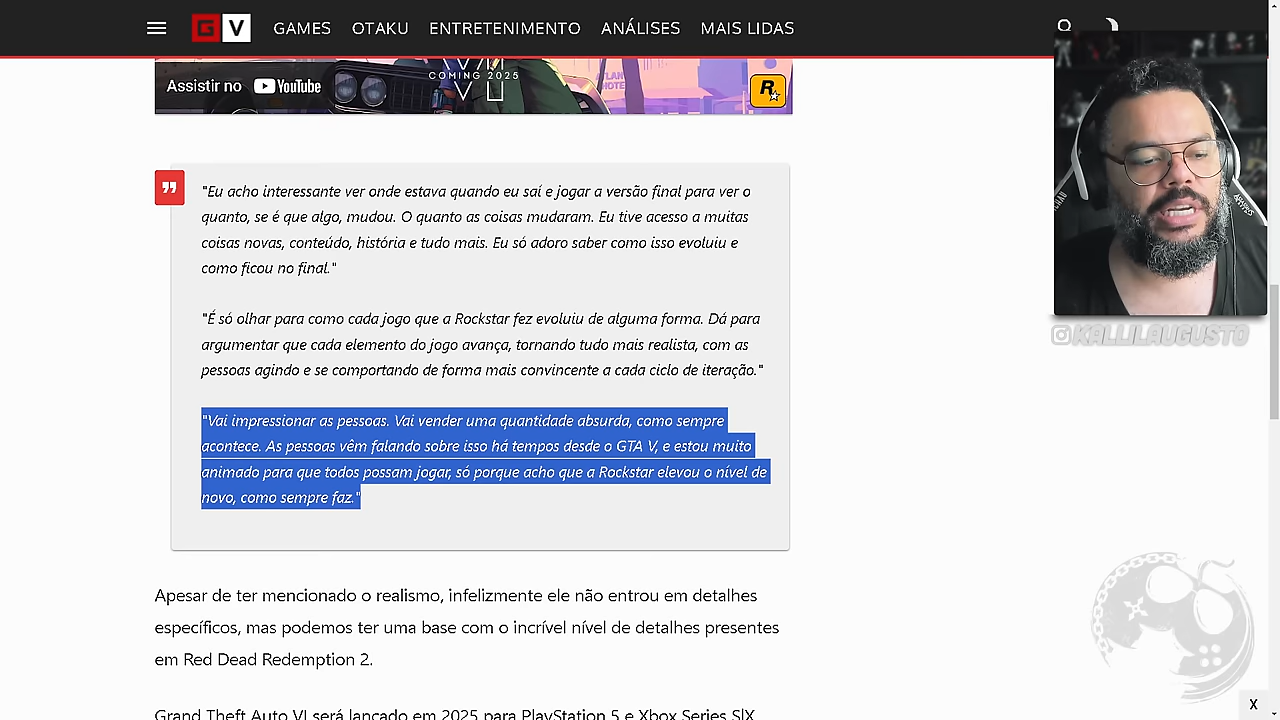 G V GAMES OTAKU ENTRETENIMENTO ANÁLISES MAIS LIDAS
COMING 2025
Assistir no YouTube
R
"Eu acho interessante ver onde estava quando eu saí e jogar a versão final para ver o
quanto, se é que algo, mudou. O quanto as coisas mudaram. Eu tive acesso a muitas
coisas novas, conteúdo, história e tudo mais. Eu só adoro saber como isso evoluiu e
como ficou no final."
"É só olhar para como cada jogo que a Rockstar fez evoluiu de alguma forma. Dá para
argumentar que cada elemento do jogo avança, tornando tudo mais realista, com as
pessoas agindo e se comportando de forma mais convincente a cada ciclo de iteração."
"Vai impressionar as pessoas. Vai vender uma quantidade absurda, como sempre
acontece. As pessoas vêm falando sobre isso há tempos desde o GTA V, e estou muito
animado para que todos possam jogar, só porque acho que a Rockstar elevou o nível de
novo, como sempre faz."
KALLILAUGUSTO
Apesar de ter mencionado o realismo, infelizmente ele não entrou em detalhes
específicos, mas podemos ter uma base com o incrível nível de detalhes presentes
em Red Dead Redemption 2.
Grand Theft Auto VI será lançado em 2025 para PlayStation 5 e Xbox Series S|X
X